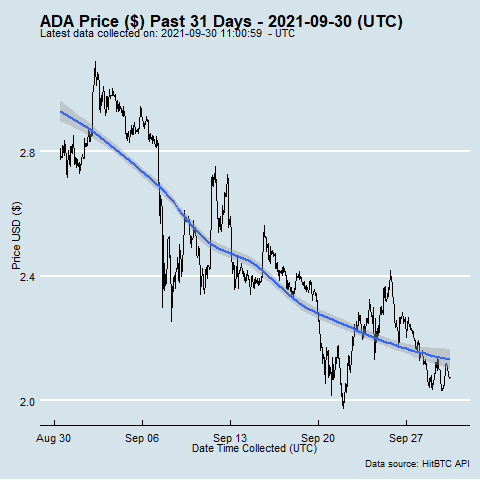 ADA Price ($) Past 31 Days - 2021-09-30 (UTC)
Latest data collected on: 2021-09-30 11:00:59 - UTC
2.8
2.4
2.0
Price USD ($)
Aug 30 Sep 06 Sep 13 Sep 20 Sep 27
Date Time Collected (UTC)
Data source: HitBTC API